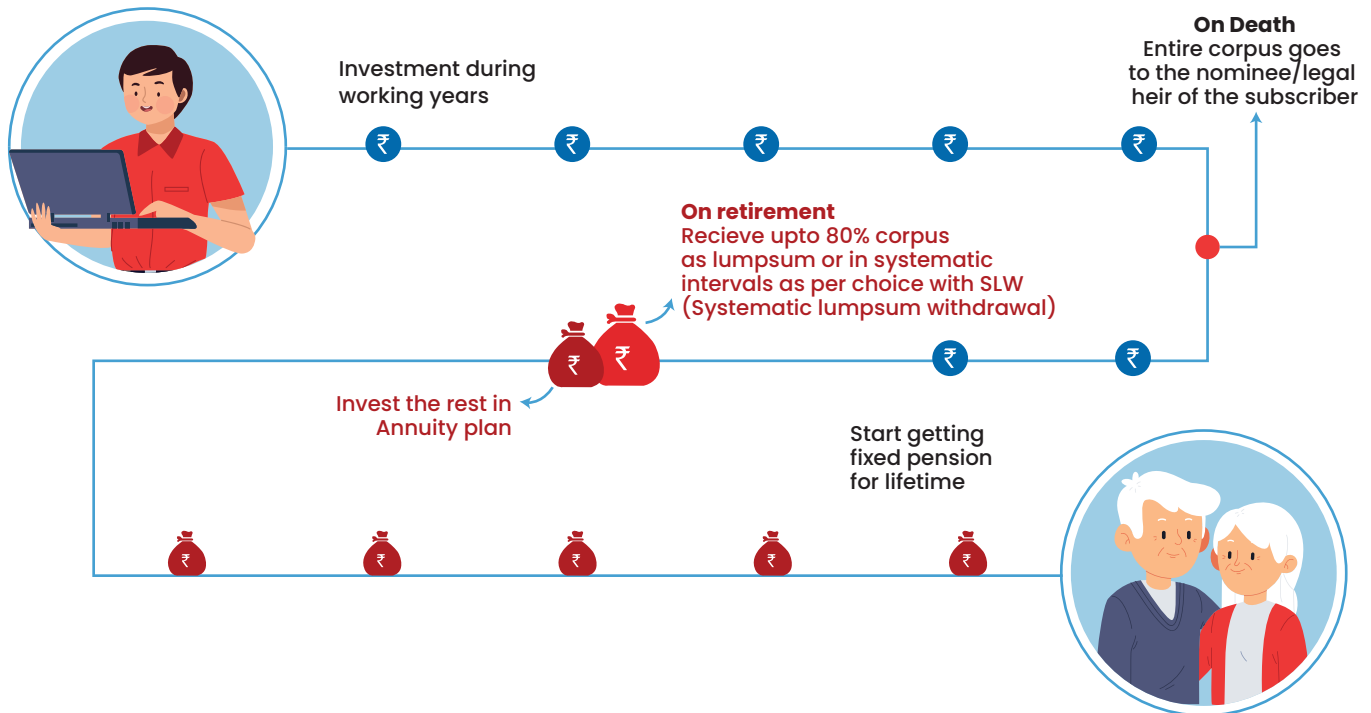 Investment during
working years
₹ ₹ ₹ ₹ ₹
On Death
Entire corpus goes
to the nominee/legal
heir of the subscriber
On retirement
Recieve upto 80% corpus
as lumpsum or in systematic
intervals as per choice with SLW
(Systematic lumpsum withdrawal)
₹ ₹ ₹ ₹
Invest the rest in
Annuity plan
Start getting
fixed pension
for lifetime
₹ ₹ ₹ ₹ ₹